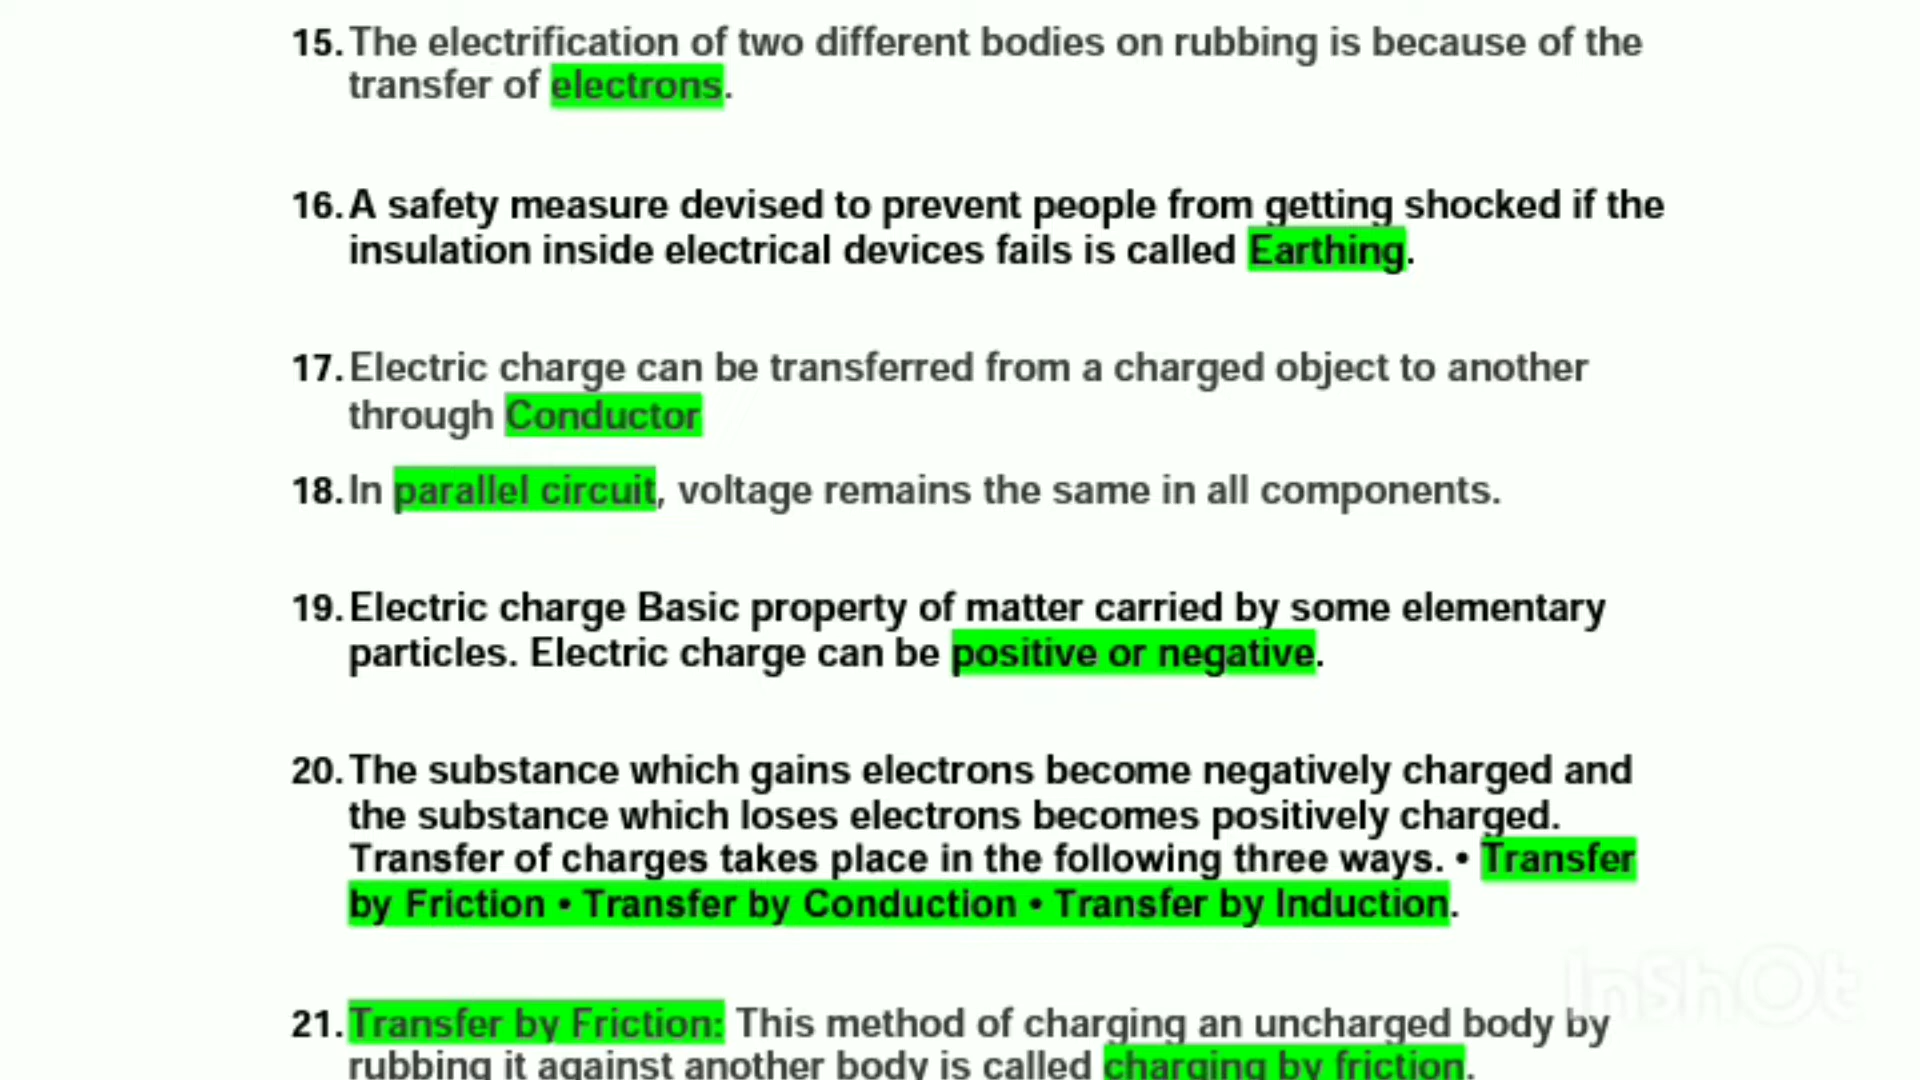 15. The electrification of two different bodies on rubbing is because of the
transfer of electrons.
16. A safety measure devised to prevent people from getting shocked if the
insulation inside electrical devices fails is called Earthing.
17. Electric charge can be transferred from a charged object to another
through Conductor
18. In parallel circuit, voltage remains the same in all components.
19. Electric charge Basic property of matter carried by some elementary
particles. Electric charge can be positive or negative.
20. The substance which gains electrons become negatively charged and
the substance which loses electrons becomes positively charged.
Transfer of charges takes place in the following three ways. • Transfer
by Friction • Transfer by Conduction • Transfer by Induction.
21. Transfer by Friction: This method of charging an uncharged body by
rubbing it against another body is called charging by friction.
InShOt